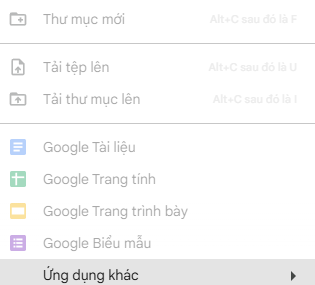 Thư mục mới Alt+C sau đó là F
Tải tệp lên Alt+C sau đó là U
Tải thư mục lên Alt+C sau đó là I
Google Tài liệu
Google Trang tính
Google Trang trình bày
Google Biểu mẫu
Ứng dụng khác